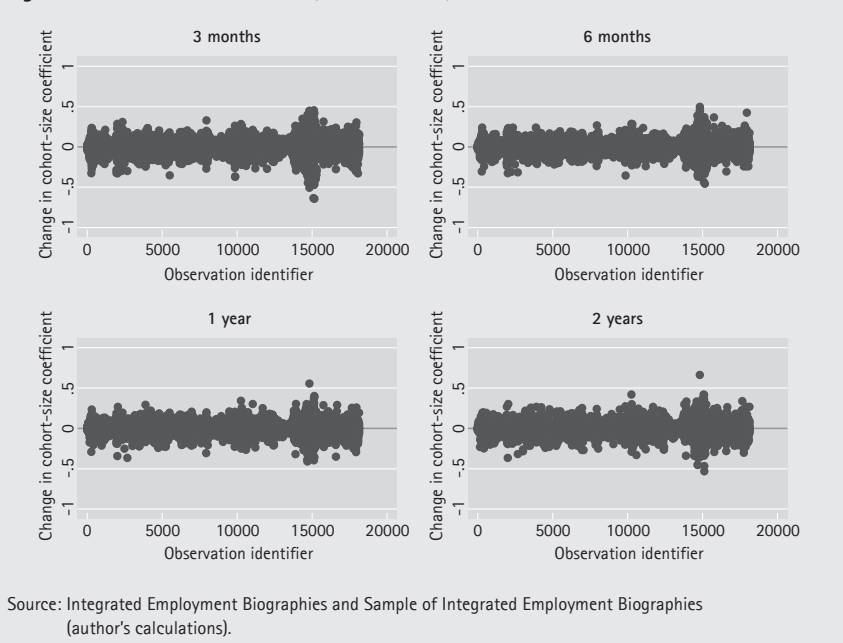 3 months
Change in cohort-size coefficient
1
.5
0
-.5
-1
0 5000 10000 15000 20000
Observation identifier
6 months
Change in cohort-size coefficient
1
.5
0
-.5
-1
0 5000 10000 15000 20000
Observation identifier
1 year
Change in cohort-size coefficient
1
.5
0
-.5
-1
0 5000 10000 15000 20000
Observation identifier
2 years
Change in cohort-size coefficient
1
.5
0
-.5
-1
0 5000 10000 15000 20000
Observation identifier
Source: Integrated Employment Biographies and Sample of Integrated Employment Biographies
(author's calculations).